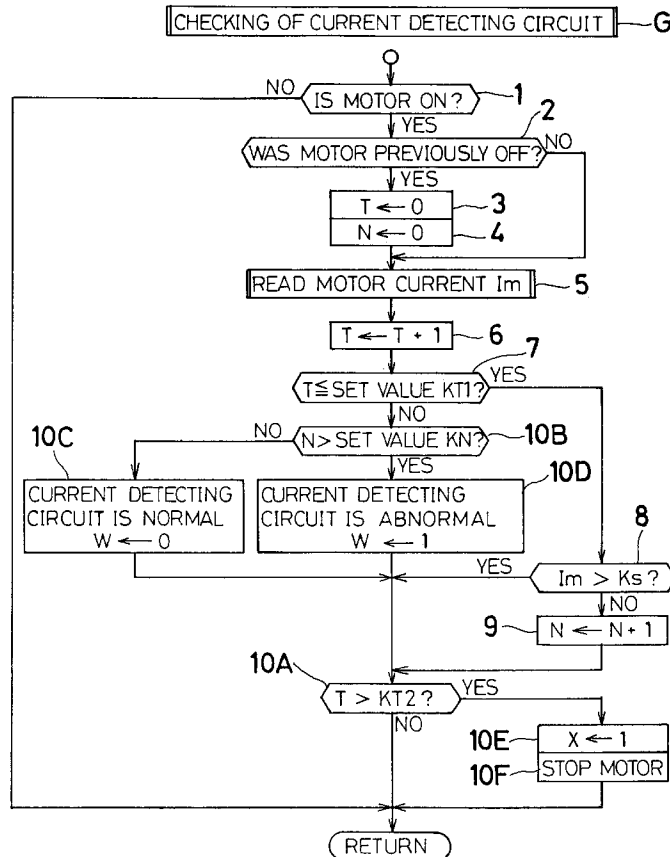 CHECKING OF CURRENT DETECTING CIRCUIT G
NO IS MOTOR ON? 1
YES 2
WAS MOTOR PREVIOUSLY OFF? NO
YES
T ← 0 3
N ← 0 4
READ MOTOR CURRENT Im 5
T ← T + 1 6
7
T ≦ SET VALUE KT1? YES
NO
10C NO N > SET VALUE KN? 10B
YES 10D
CURRENT DETECTING
CIRCUIT IS NORMAL
W ← 0
CURRENT DETECTING
CIRCUIT IS ABNORMAL
W ← 1
8
YES Im > Ks?
NO
9 N ← N + 1
10A
T > KT2? YES
NO
10E X ← 1
10F STOP MOTOR
RETURN